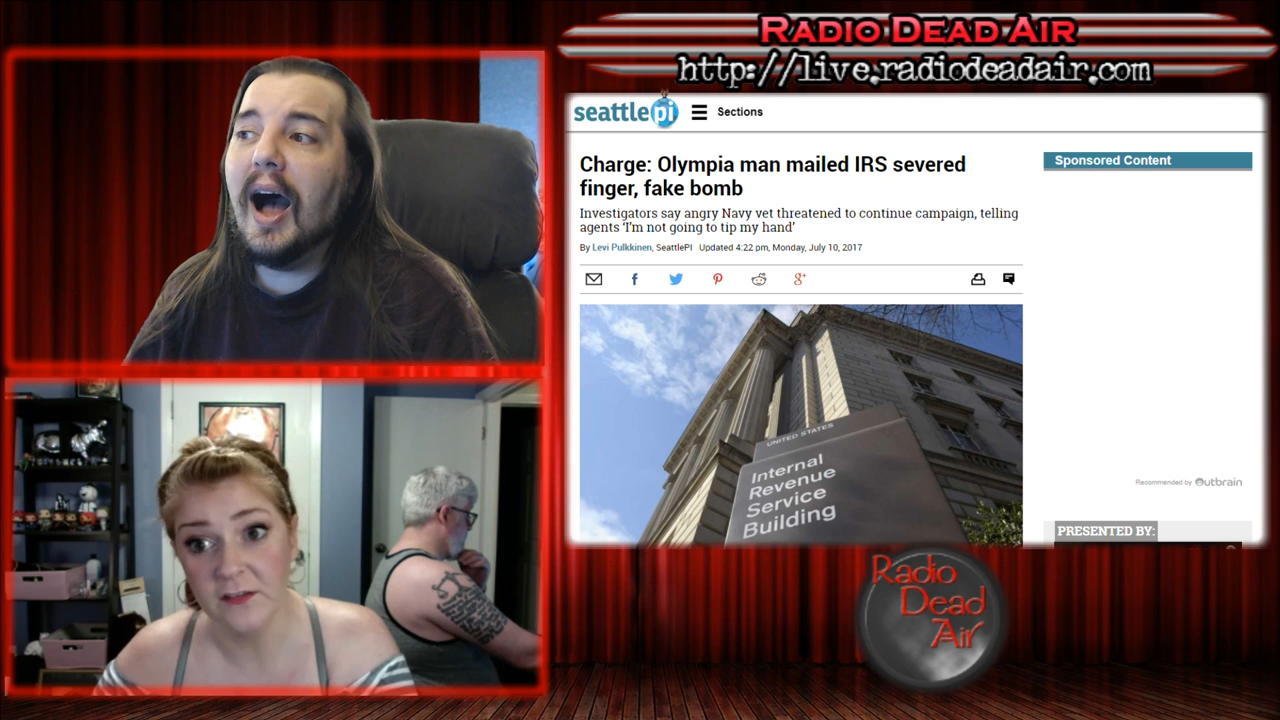 RADIO DEAD AIR
http://live.radiodeadair.com
seattlepi
Sections
Charge: Olympia man mailed IRS severed
finger, fake bomb
Investigators say angry Navy vet threatened to continue campaign, telling
agents ‘I’m not going to tip my hand’
By Levi Pulkkinen, SeattlePI Updated 4:22 pm, Monday, July 10, 2017
f
g+
Sponsored Content
UNITED STATES
Internal
Revenue
Service
Building
Recommended by Outbrain
PRESENTED BY:
Radio
Dead
Air